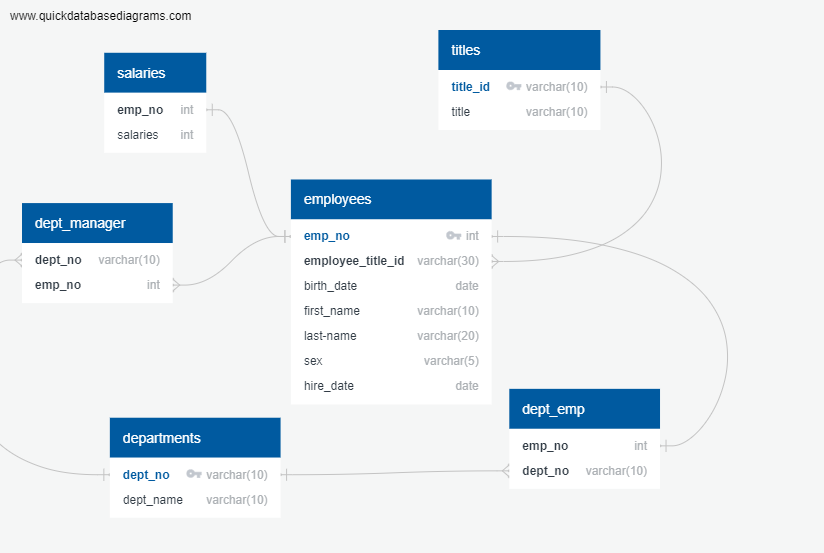 www.quickdatabasediagrams.com
titles
title_id varchar(10)
title varchar(10)
salaries
emp_no int
salaries int
employees
emp_no int
employee_title_id varchar(30)
birth_date date
first_name varchar(10)
last-name varchar(20)
sex varchar(5)
hire_date date
dept_manager
dept_no varchar(10)
emp_no int
departments
dept_no varchar(10)
dept_name varchar(10)
dept_emp
emp_no int
dept_no varchar(10)